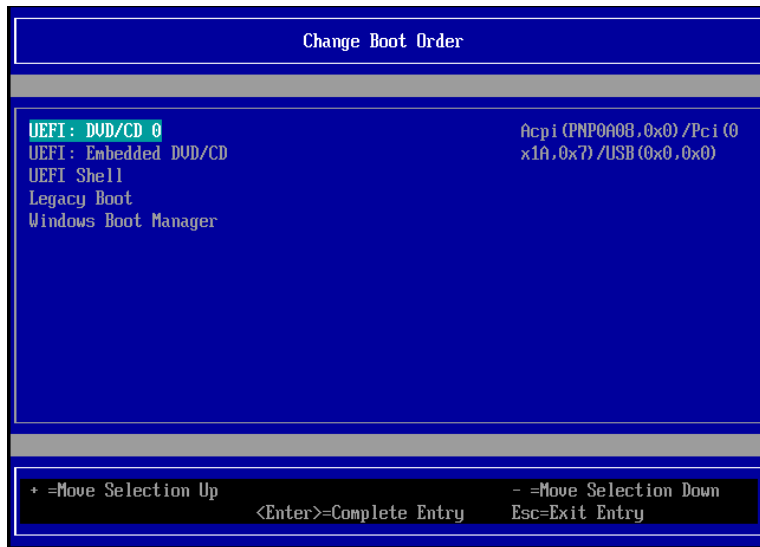 Change Boot Order
UEFI: DVD/CD 0
UEFI: Embedded DVD/CD
UEFI Shell
Legacy Boot
Windows Boot Manager
Acpi(PNP0A08,0x0)/Pci(0
x1A,0x7)/USB(0x0,0x0)
+ =Move Selection Up
- =Move Selection Down
<Enter>=Complete Entry
Esc=Exit Entry